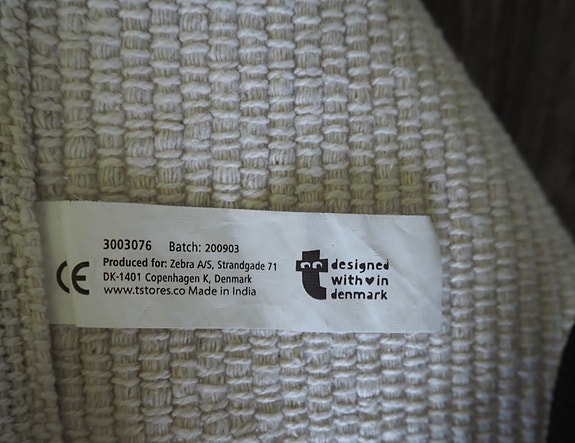 CE
3003076 Batch: 200903
Produced for: Zebra A/S, Strandgade 71
DK-1401 Copenhagen K, Denmark
www.tstores.co Made in India
t
designed
with♥in
denmark